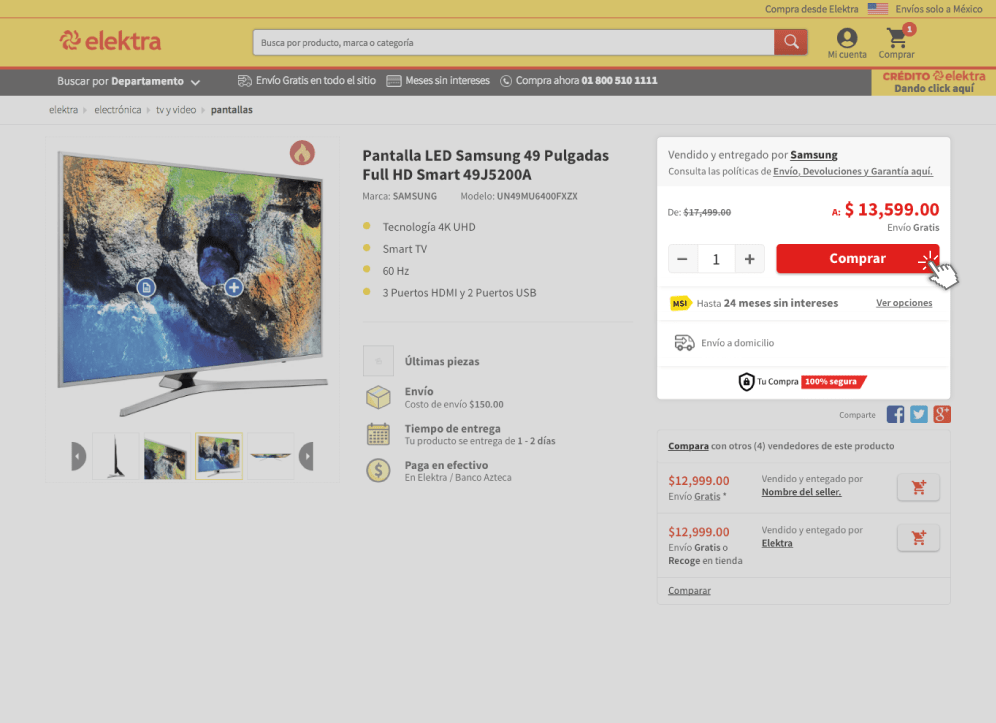 Compra desde Elektra Envíos solo a México
elektra
Busca por producto, marca o categoría
1
Mi cuenta
Comprar
Buscar por Departamento
Envío Gratis en todo el sitio
Meses sin intereses
Compra ahora 01 800 510 1111
CRÉDITO elektra
Dando click aquí
elektra electrónica tv y video pantallas
Pantalla LED Samsung 49 Pulgadas
Full HD Smart 49J5200A
Marca: SAMSUNG Modelo: UN49MU6400FXZX
Tecnología 4K UHD
Smart TV
60 Hz
3 Puertos HDMI y 2 Puertos USB
Últimas piezas
Envío
Costo de envío $150.00
Tiempo de entrega
Tu producto se entrega de 1 - 2 días
Paga en efectivo
En Elektra / Banco Azteca
Vendido y entregado por Samsung
Consulta las políticas de Envío, Devoluciones y Garantía aquí.
De: $17,499.00 A: $ 13,599.00
Envío Gratis
− 1 + Comprar
MSI Hasta 24 meses sin intereses Ver opciones
Envío a domicilio
Tu Compra 100% segura
Comparte
Compara con otros (4) vendedores de este producto
$12,999.00
Envío Gratis *
Vendido y entegado por
Nombre del seller.
$12,999.00
Envío Gratis o
Recoge en tienda
Vendido y entegado por
Elektra
Comparar